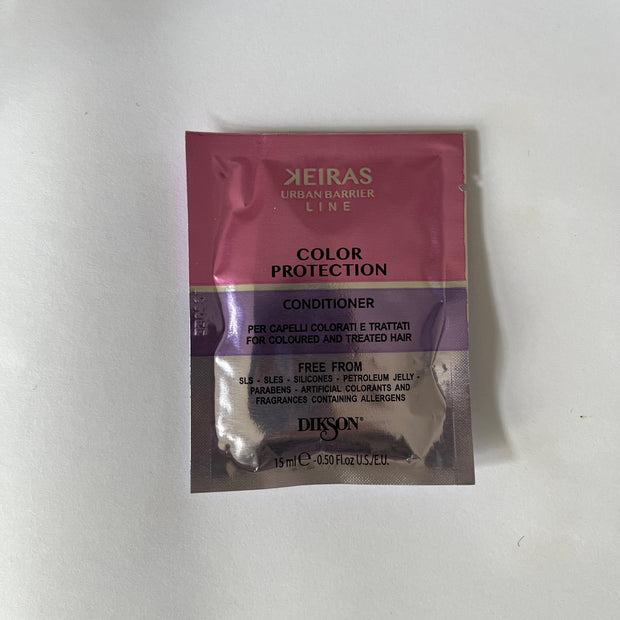 KEIRAS
URBAN BARRIER
LINE
COLOR
PROTECTION
CONDITIONER
PER CAPELLI COLORATI E TRATTATI
FOR COLOURED AND TREATED HAIR
FREE FROM
SLS - SLES - SILICONES - PETROLEUM JELLY -
PARABENS - ARTIFICIAL COLORANTS AND
FRAGRANCES CONTAINING ALLERGENS
DIKSON®
15 ml ℮ -0.50 Fl.oz U.S./E.U.